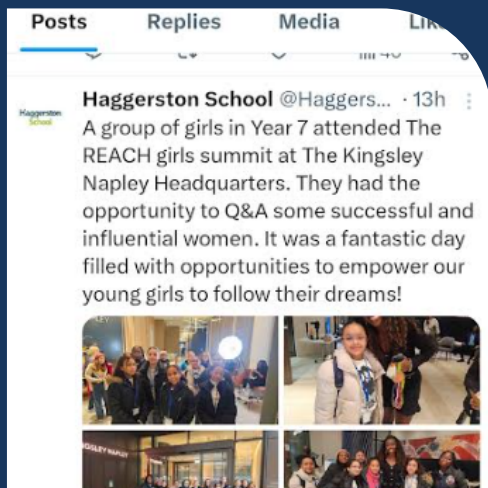 Posts Replies Media
Haggerston School @Haggers... · 13h
Haggerston
School
A group of girls in Year 7 attended The
REACH girls summit at The Kingsley
Napley Headquarters. They had the
opportunity to Q&A some successful and
influential women. It was a fantastic day
filled with opportunities to empower our
young girls to follow their dreams!
NAPLEY